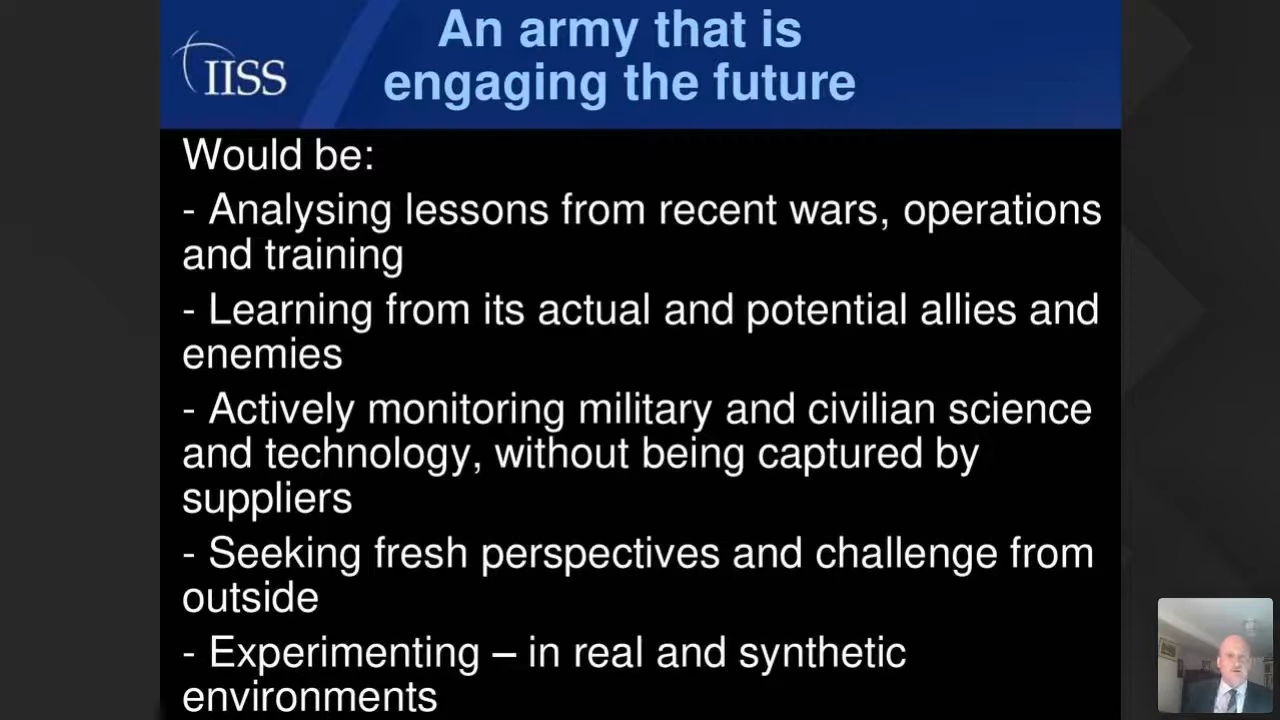 An army that is
engaging the future
IISS
Would be:
- Analysing lessons from recent wars, operations
and training
- Learning from its actual and potential allies and
enemies
- Actively monitoring military and civilian science
and technology, without being captured by
suppliers
- Seeking fresh perspectives and challenge from
outside
- Experimenting – in real and synthetic
environments